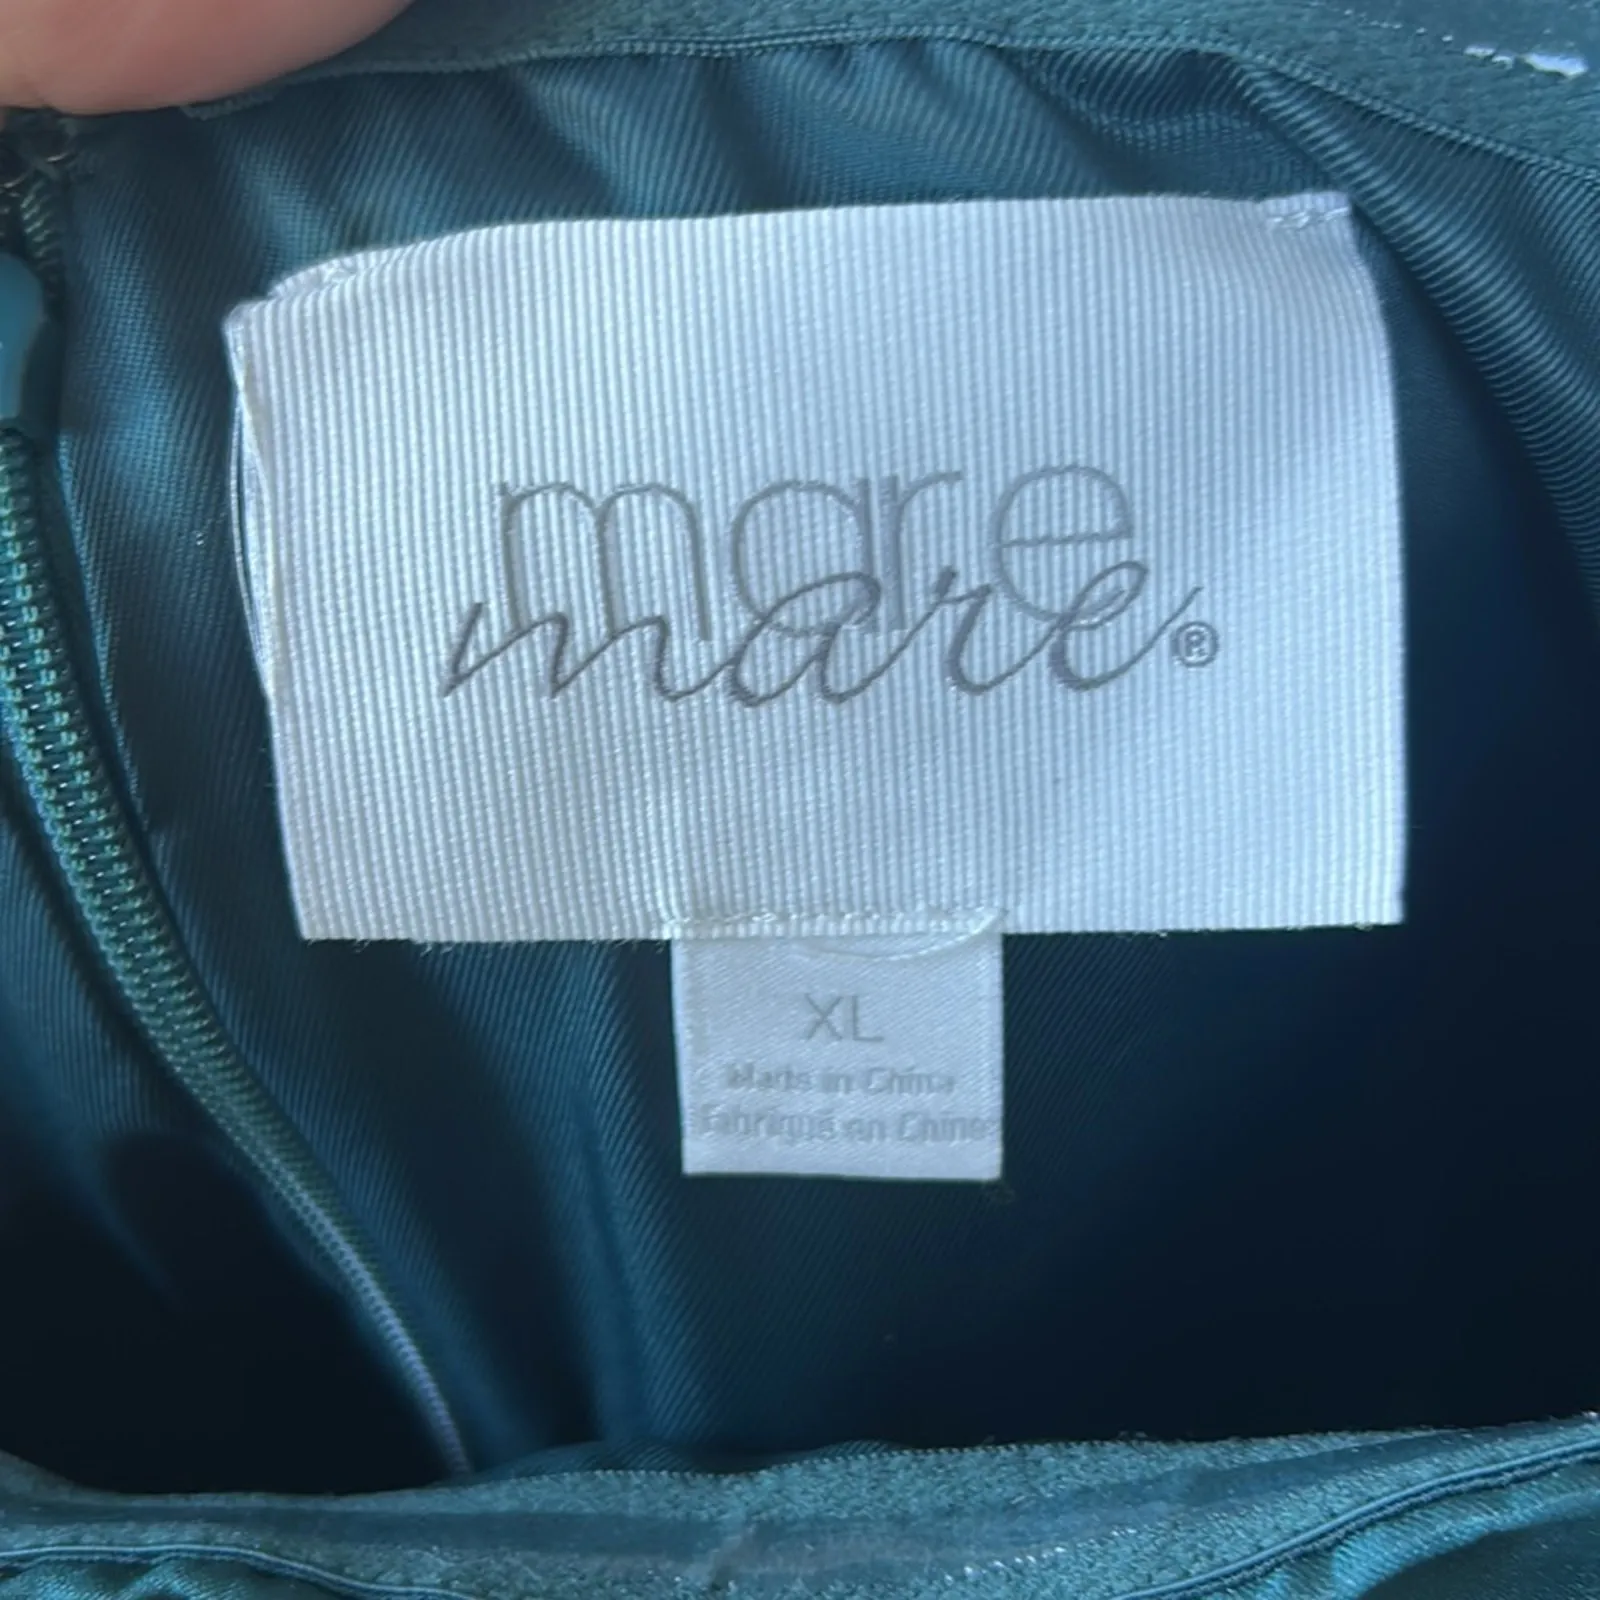 mare
mare®
XL
Made in China
Fabriqué en Chine